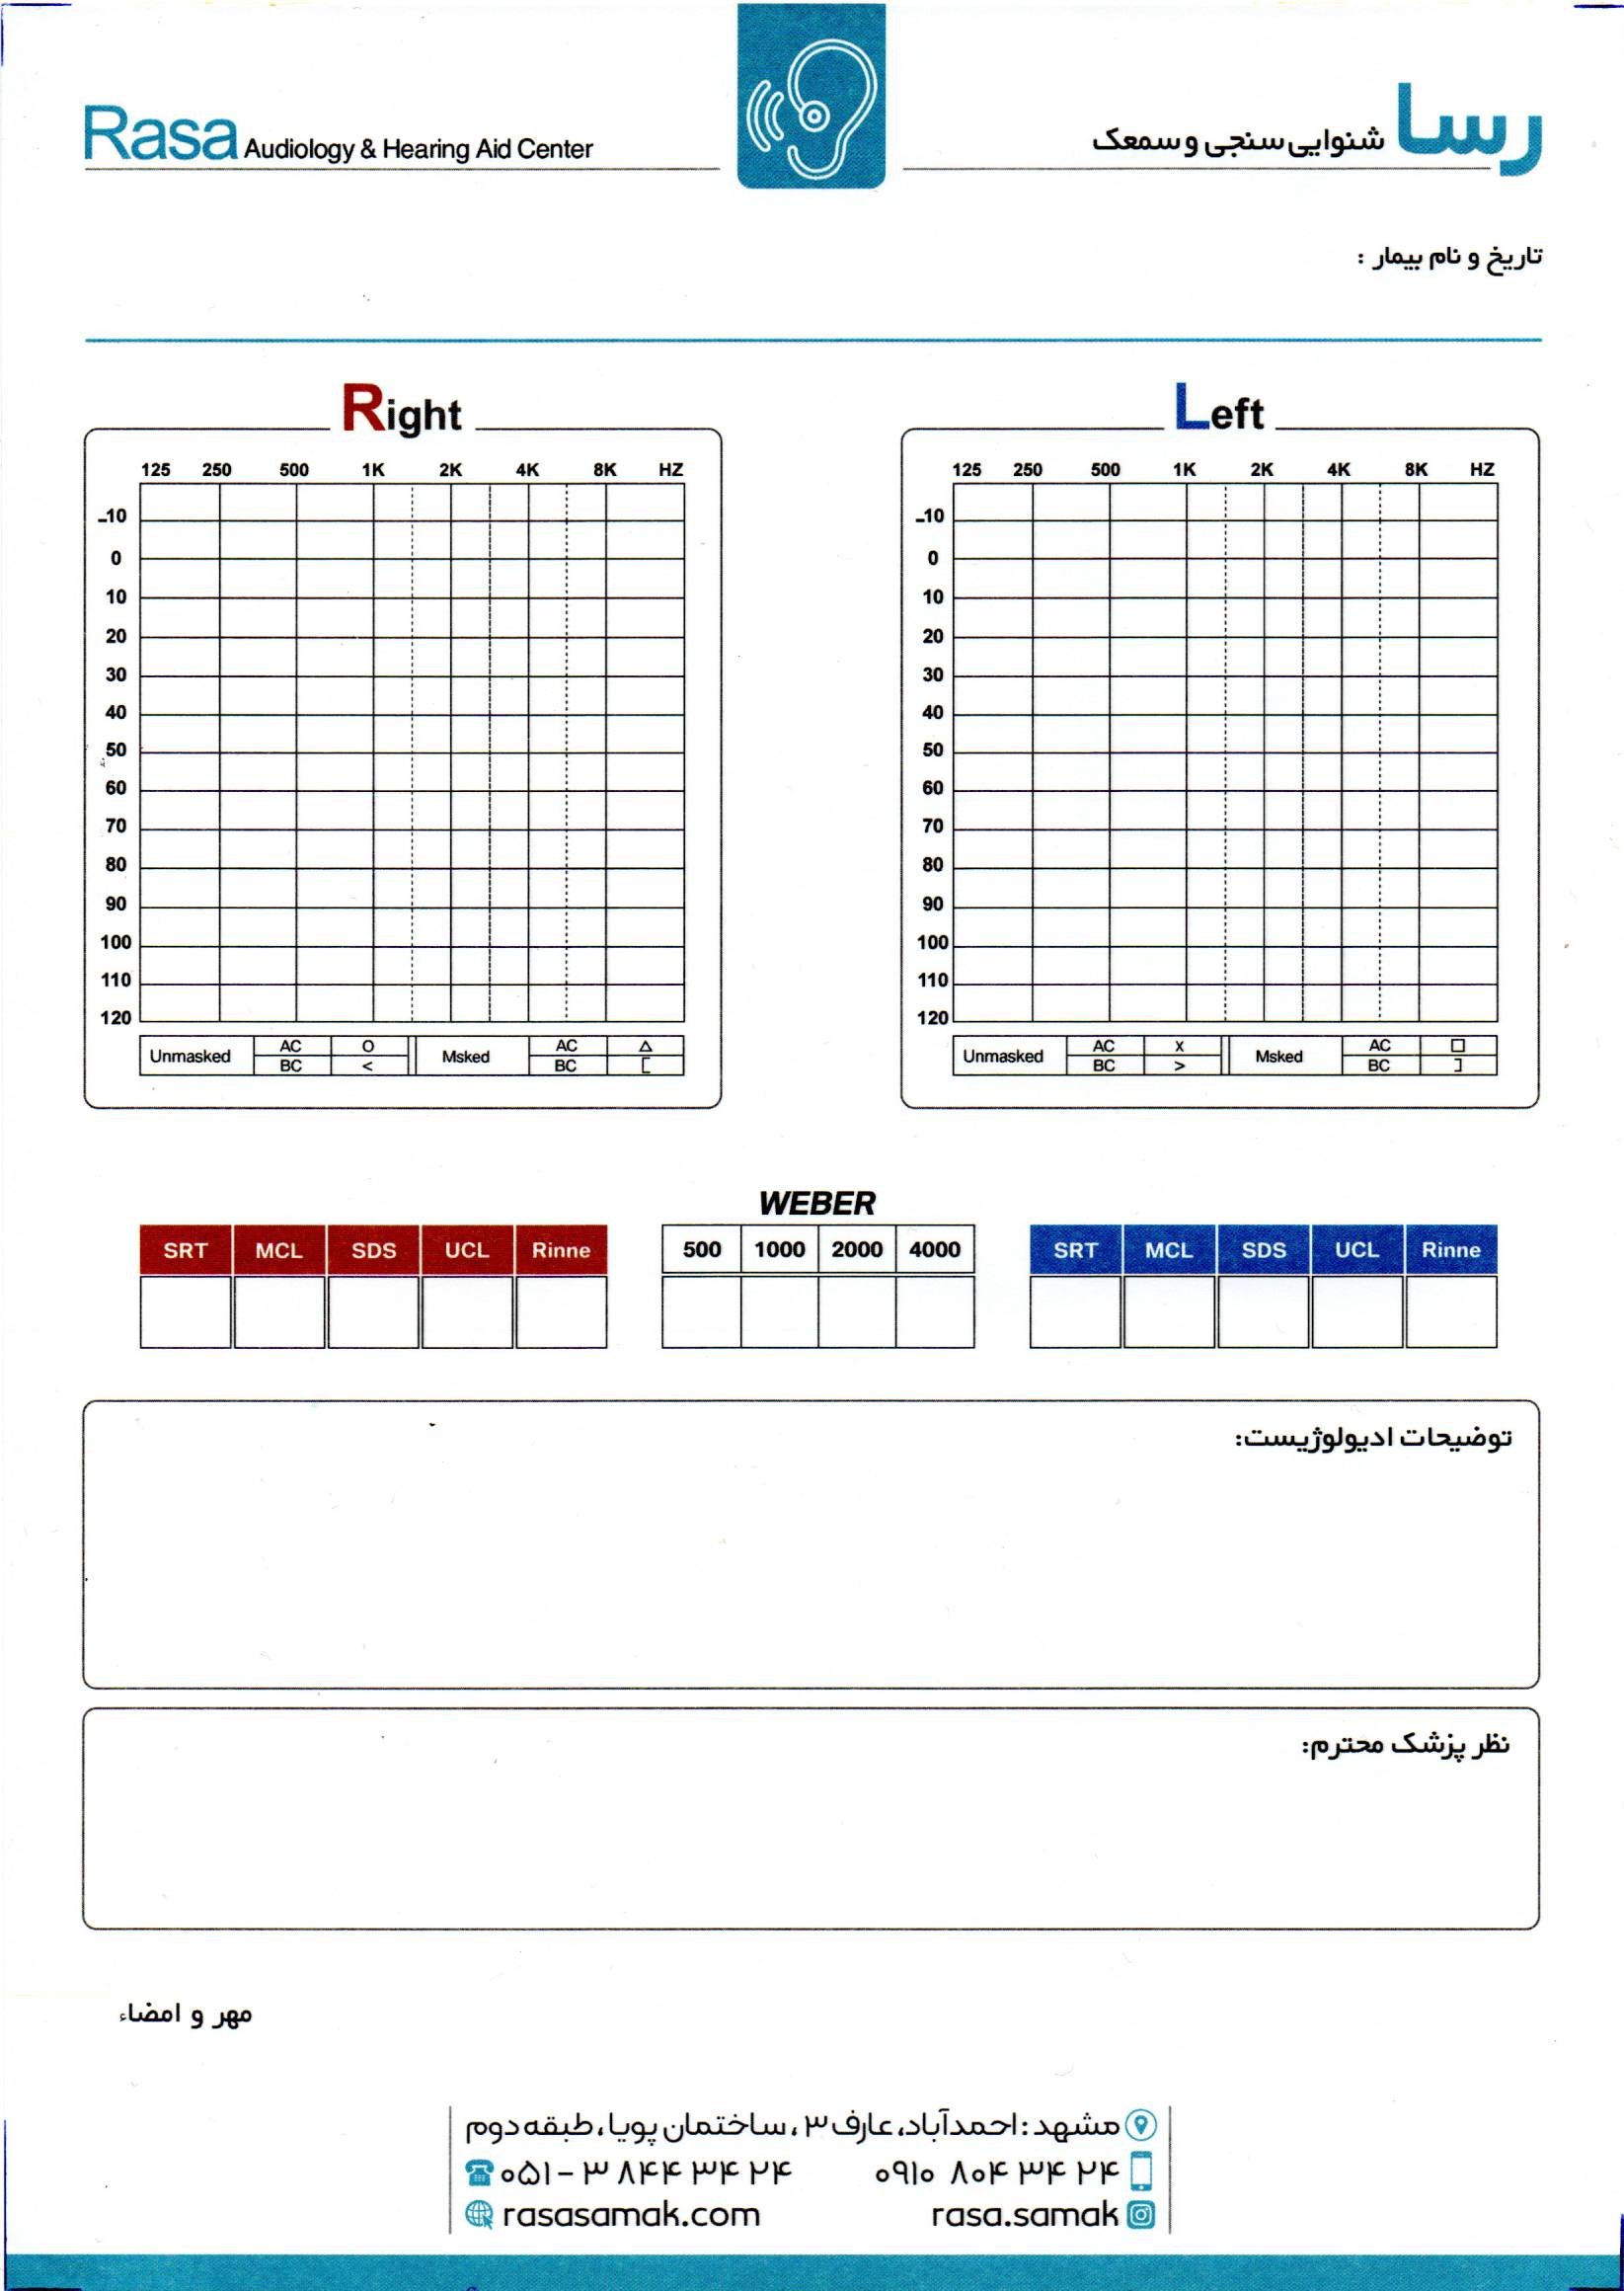 Rasa Audiology & Hearing Aid Center
رسا شنوایی سنجی و سمعک
تاریخ و نام بیمار :
Right
125 250 500 1K 2K 4K 8K HZ
-10
0
10
20
30
40
50
60
70
80
90
100
110
120
Unmasked AC O Msked AC △
BC < BC [
Left
125 250 500 1K 2K 4K 8K HZ
-10
0
10
20
30
40
50
60
70
80
90
100
110
120
Unmasked AC X Msked AC □
BC > BC ]
WEBER
SRT MCL SDS UCL Rinne
500 1000 2000 4000
SRT MCL SDS UCL Rinne
توضیحات ادیولوژیست:
نظر پزشک محترم:
مهر و امضاء
مشهد : احمدآباد، عارف ۳ ، ساختمان پویا ، طبقه دوم
۰۹۱۰ ۸۰۴ ۳۴ ۲۴
۰۵۱- ۳ ۸۴۴ ۳۴ ۲۴
rasa.samak
rasasamak.com